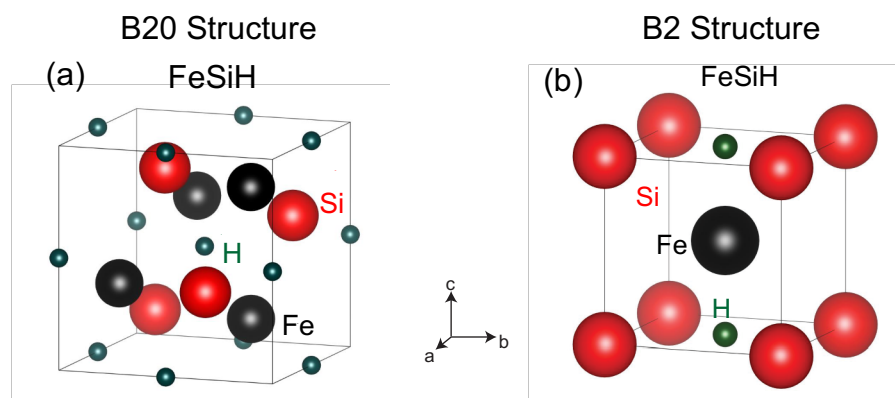 B20 Structure
(a)
FeSiH
Si
H
Fe
c
a
b
B2 Structure
(b)
FeSiH
Si
Fe
H